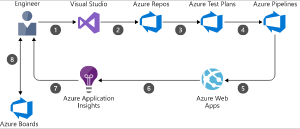 Engineer
Visual Studio
Azure Repos
Azure Test Plans
Azure Pipelines
1
2
3
4
8
7
6
5
Azure Application
Insights
Azure Web
Apps
Azure Boards